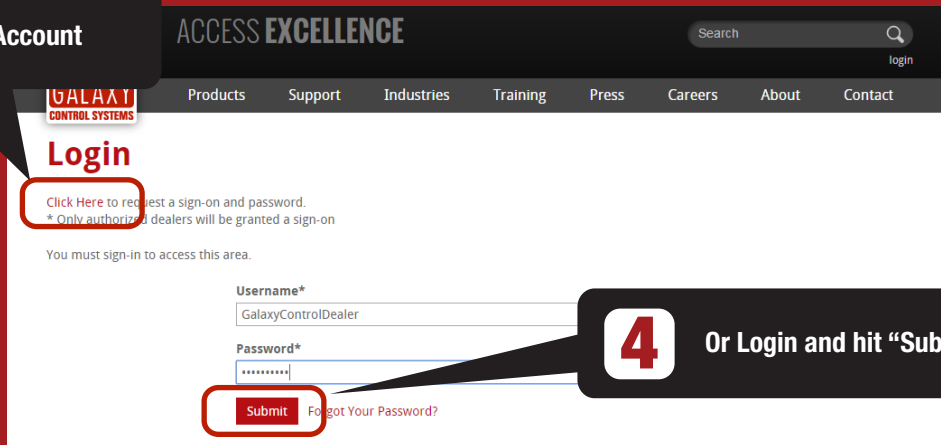 Account
ACCESS EXCELLENCE
Search
login
GALAXY
CONTROL SYSTEMS
Products Support Industries Training Press Careers About Contact
Login
Click Here to request a sign-on and password.
* Only authorized dealers will be granted a sign-on
You must sign-in to access this area.
Username*
GalaxyControlDealer
Password*
••••••••••
4 Or Login and hit “Sub
Submit Forgot Your Password?